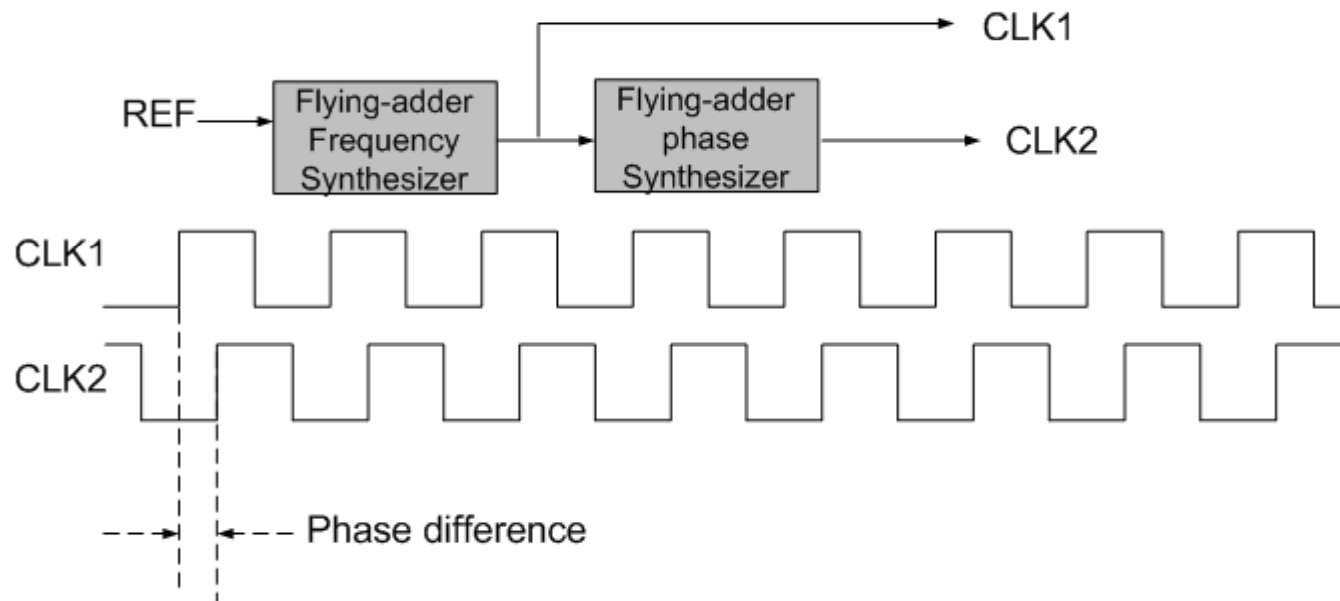 CLK1
REF
Flying-adder
Frequency
Synthesizer
Flying-adder
phase
Synthesizer
CLK2
CLK1
CLK2
Phase difference